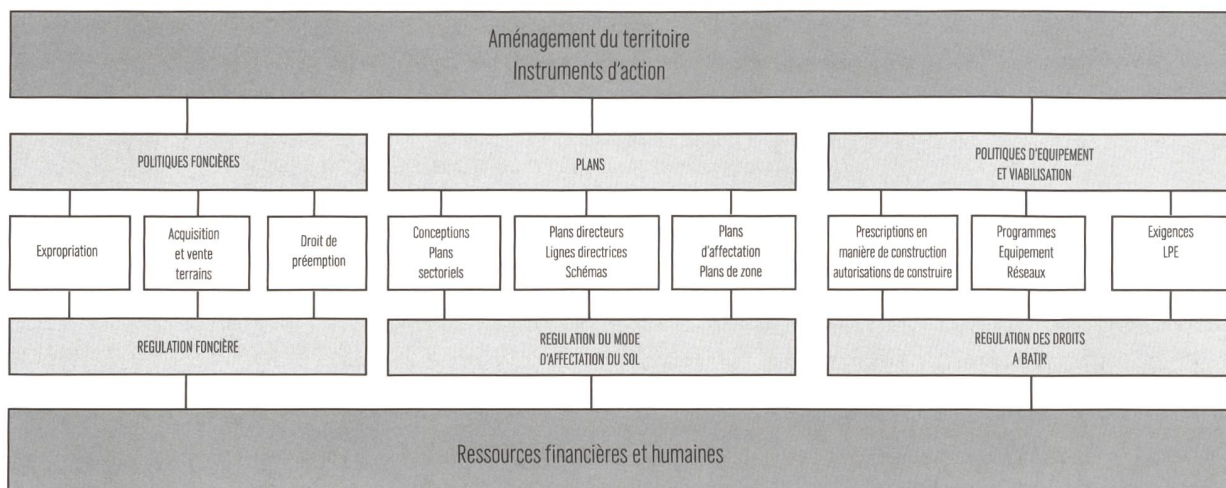 Aménagement du territoire
Instruments d'action
POLITIQUES FONCIÈRES
PLANS
POLITIQUES D'EQUIPEMENT
ET VIABILISATION
Expropriation
Acquisition
et vente
terrains
Droit de
préemption
Conceptions
Plans
sectoriels
Plans directeurs
Lignes directrices
Schémas
Plans
d'affectation
Plans de zone
Prescriptions en
manière de construction
autorisations de construire
Programmes
Equipement
Réseaux
Exigences
LPE
REGULATION FONCIÈRE
REGULATION DU MODE
D'AFFECTATION DU SOL
REGULATION DES DROITS
A BATIR
Ressources financières et humaines